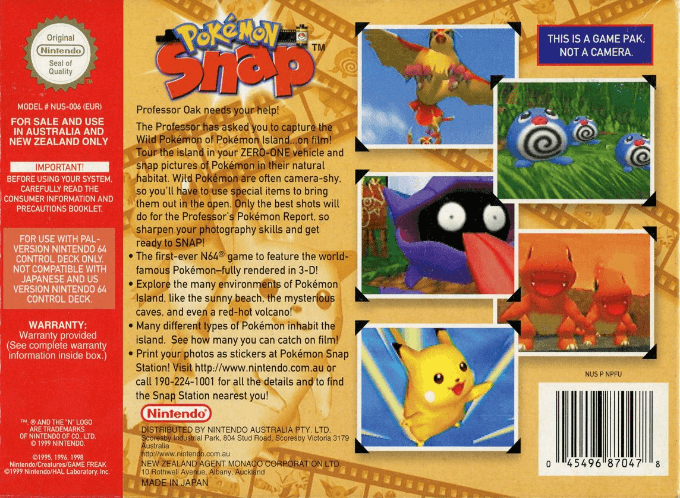 Original
Nintendo
Seal of
Quality
MODEL # NUS-006 (EUR)
FOR SALE AND USE
IN AUSTRALIA AND
NEW ZEALAND ONLY
IMPORTANT!
BEFORE USING YOUR SYSTEM,
CAREFULLY READ THE
CONSUMER INFORMATION AND
PRECAUTIONS BOOKLET.
FOR USE WITH PAL-
VERSION NINTENDO 64
CONTROL DECK ONLY.
NOT COMPATIBLE WITH
JAPANESE AND US
VERSION NINTENDO 64
CONTROL DECK.
WARRANTY:
Warranty provided
(See complete warranty
information inside box.)
™, ® AND THE "N" LOGO
ARE TRADEMARKS
OF NINTENDO OF CO., LTD.
© 1999 NINTENDO.
©1995, 1996, 1998
Nintendo/Creatures/GAME FREAK.
©1999 Nintendo/HAL Laboratory, Inc.
POKéMON
Snap™
Professor Oak needs your help!
The Professor has asked you to capture the
Wild Pokémon of Pokémon Island...on film!
Tour the island in your ZERO-ONE vehicle and
snap pictures of Pokémon in their natural
habitat. Wild Pokémon are often camera-shy,
so you'll have to use special items to bring
them out in the open. Only the best shots will
do for the Professor's Pokémon Report, so
sharpen your photography skills and get
ready to SNAP!
• The first-ever N64® game to feature the world-
famous Pokémon–fully rendered in 3-D!
• Explore the many environments of Pokémon
Island, like the sunny beach, the mysterious
caves, and even a red-hot volcano!
• Many different types of Pokémon inhabit the
island. See how many you can catch on film!
• Print your photos as stickers at Pokémon Snap
Station! Visit http://www.nintendo.com.au or
call 190-224-1001 for all the details and to find
the Snap Station nearest you!
Nintendo®
DISTRIBUTED BY NINTENDO AUSTRALIA PTY. LTD.
Scoresby Industrial Park, 804 Stud Road, Scoresby Victoria 3179
Australia
http://www.nintendo.com.au
NEW ZEALAND AGENT MONACO CORPORATION LTD.
10 Rothwell Avenue, Albany, Auckland
MADE IN JAPAN
THIS IS A GAME PAK,
NOT A CAMERA.
NUS P NPFU
0 45496 87047 8